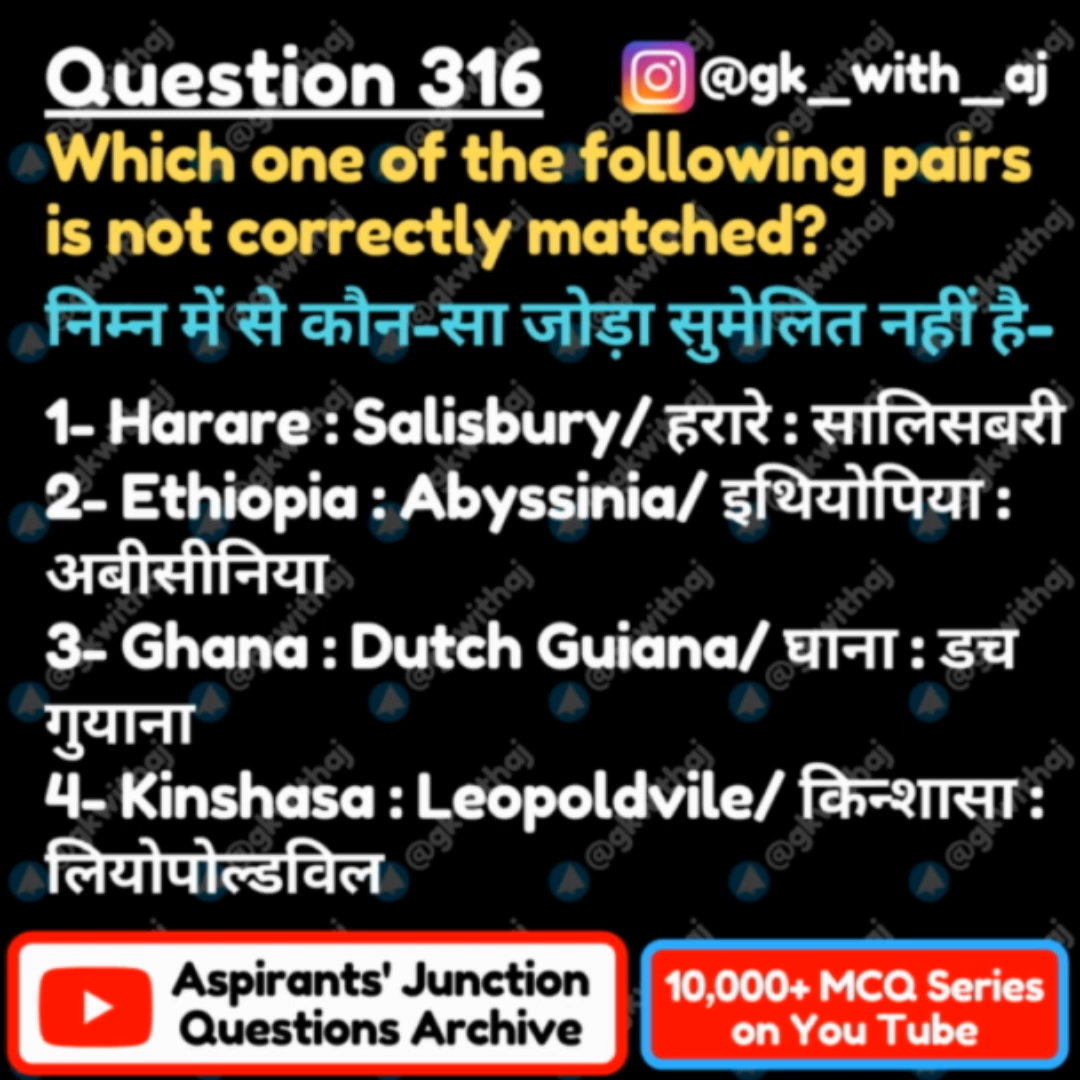 Question 316 @gk_with_aj
Which one of the following pairs
is not correctly matched?
निम्न में से कौन-सा जोड़ा सुमेलित नहीं है-
1- Harare : Salisbury/ हरारे : सालिसबरी
2- Ethiopia : Abyssinia/ इथियोपिया :
अबीसीनिया
3- Ghana : Dutch Guiana/ घाना : डच
गुयाना
4- Kinshasa : Leopoldvile/ किन्शासा :
लियोपोल्डविल
Aspirants' Junction
Questions Archive
10,000+ MCQ Series
on You Tube
@gkwithaj